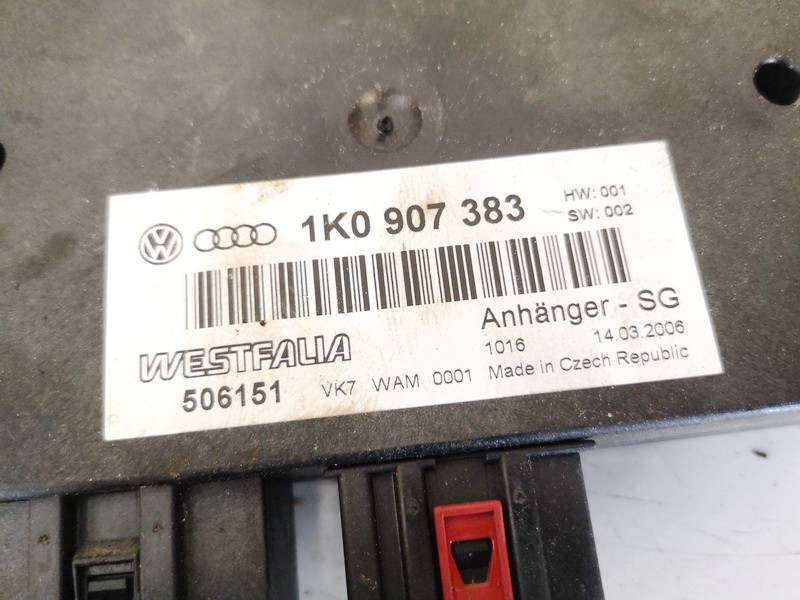 1K0 907 383
HW: 001
SW: 002
Anhänger - SG
WESTFALIA
1016 14.03.2006
506151 VK7 WAM 0001 Made in Czech Republic